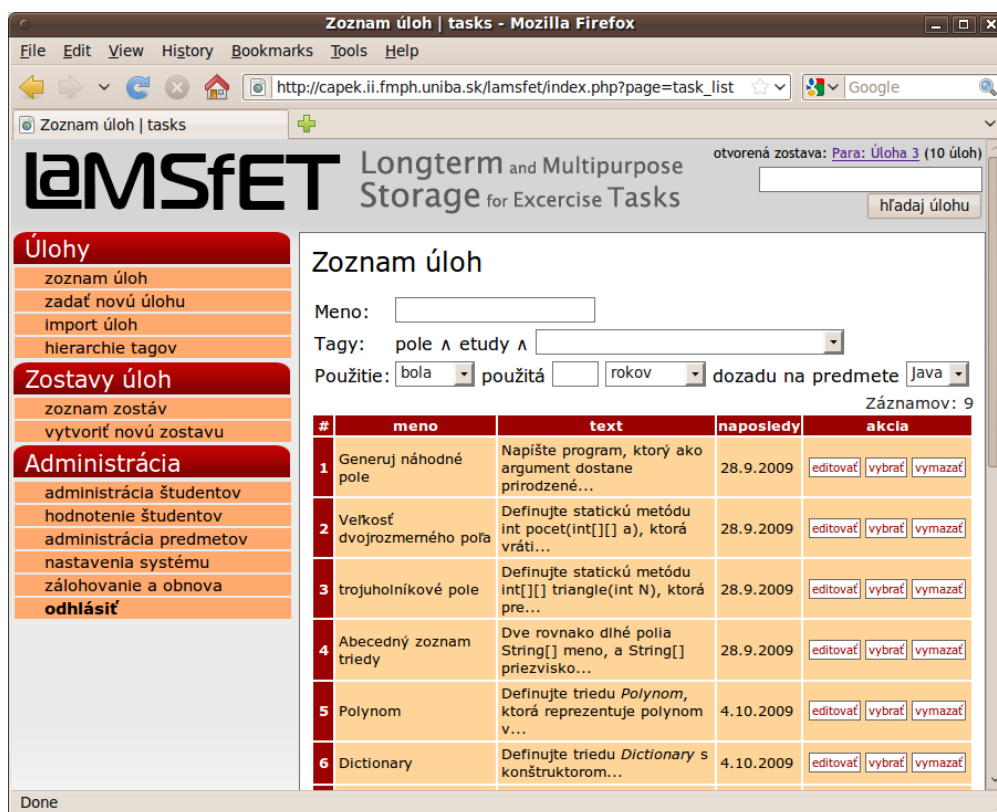 Zoznam úloh | tasks - Mozilla Firefox
File Edit View History Bookmarks Tools Help
http://capek.ii.fmph.uniba.sk/lamsfet/index.php?page=task_list
Google
Zoznam úloh | tasks
LaMSfET
Longterm and Multipurpose
Storage for Excercise Tasks
otvorená zostava: Para: Úloha 3 (10 úloh)
hľadaj úlohu
Úlohy
zoznam úloh
zadať novú úlohu
import úloh
hierarchie tagov
Zostavy úloh
zoznam zostáv
vytvoriť novú zostavu
Administrácia
administrácia študentov
hodnotenie študentov
administrácia predmetov
nastavenia systému
zálohovanie a obnova
odhlásiť
Zoznam úloh
Meno:
Tagy: pole ∧ etudy ∧
Použitie: bola použitá rokov dozadu na predmete Java
Záznamov: 9
# meno text naposledy akcia
1 Generuj náhodné
pole
Napíšte program, ktorý ako
argument dostane
prirodzené...
28.9.2009 editovať vybrať vymazať
2 Veľkosť
dvojrozmerného poľa
Definujte statickú metódu
int pocet(int[][] a), ktorá
vráti...
28.9.2009 editovať vybrať vymazať
3 trojuholníkové pole
Definujte statickú metódu
int[][] triangle(int N), ktorá
pre...
28.9.2009 editovať vybrať vymazať
4 Abecedný zoznam
triedy
Dve rovnako dlhé polia
String[] meno, a String[]
priezvisko...
28.9.2009 editovať vybrať vymazať
5 Polynom
Definujte triedu Polynom,
ktorá reprezentuje polynom
v...
4.10.2009 editovať vybrať vymazať
6 Dictionary
Definujte triedu Dictionary s
konštruktorom...
4.10.2009 editovať vybrať vymazať
Done